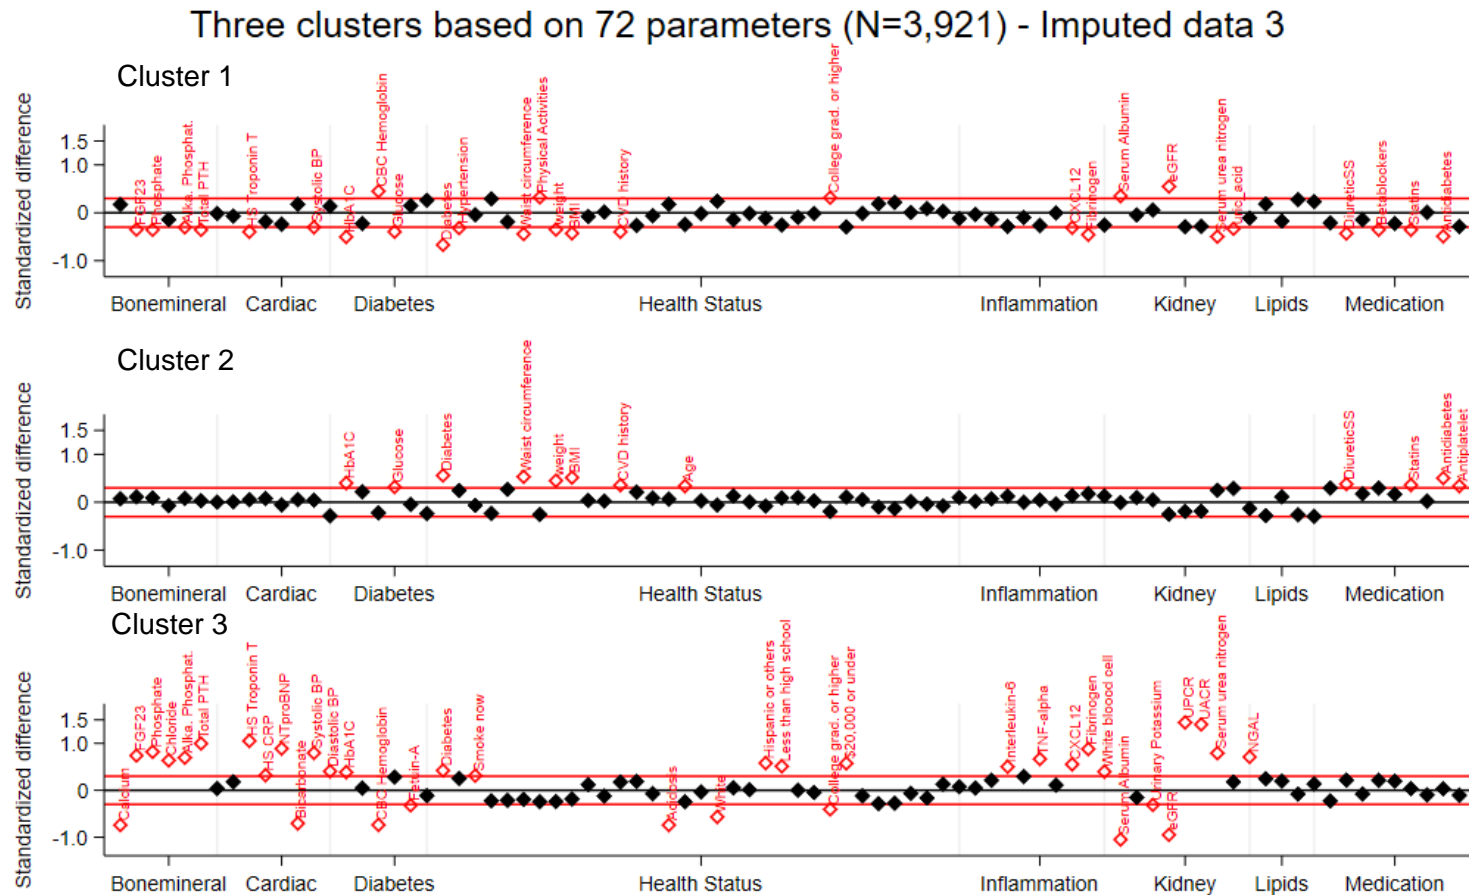 Three clusters based on 72 parameters (N=3,921) - Imputed data 3
Cluster 1
Standardized difference
1.5
1.0
0
-1.0
FGF23
Phosphate
Alka. Phosphat.
Total PTH
HS Troponin T
Systolic BP
HbA1C
CBC Hemoglobin
Glucose
Diabetes
Hypertension
Waist circumference
Physical Activities
weight
BMI
CVD history
College grad. or higher
CXCL12
Fibrinogen
Serum Albumin
eGFR
Serum urea nitrogen
uric_acid
DiureticSS
Betablockers
Statins
Antidiabetes
Bonemineral Cardiac Diabetes Health Status Inflammation Kidney Lipids Medication
Cluster 2
Standardized difference
1.5
1.0
0
-1.0
HbA1C
Glucose
Diabetes
Waist circumference
weight
BMI
CVD history
Age
DiureticSS
Statins
Antidiabetes
Antiplatelet
Bonemineral Cardiac Diabetes Health Status Inflammation Kidney Lipids Medication
Cluster 3
Standardized difference
1.5
1.0
0
-1.0
Calcium
FGF23
Phosphate
Chloride
Alka. Phosphat.
Total PTH
HS Troponin T
HS CRP
NTproBNP
Bicarbonate
Systolic BP
Diastolic BP
HbA1C
CBC Hemoglobin
Fetuin-A
Diabetes
Smoke now
Acidosis
White
Hispanic or others
Less than high school
College grad. or higher
$20,000 or under
Interleukin-6
TNF-alpha
CXCL12
Fibrinogen
White bloood cell
Serum Albumin
Urinary Potassium
eGFR
UPCR
UACR
Serum urea nitrogen
NGAL
Bonemineral Cardiac Diabetes Health Status Inflammation Kidney Lipids Medication